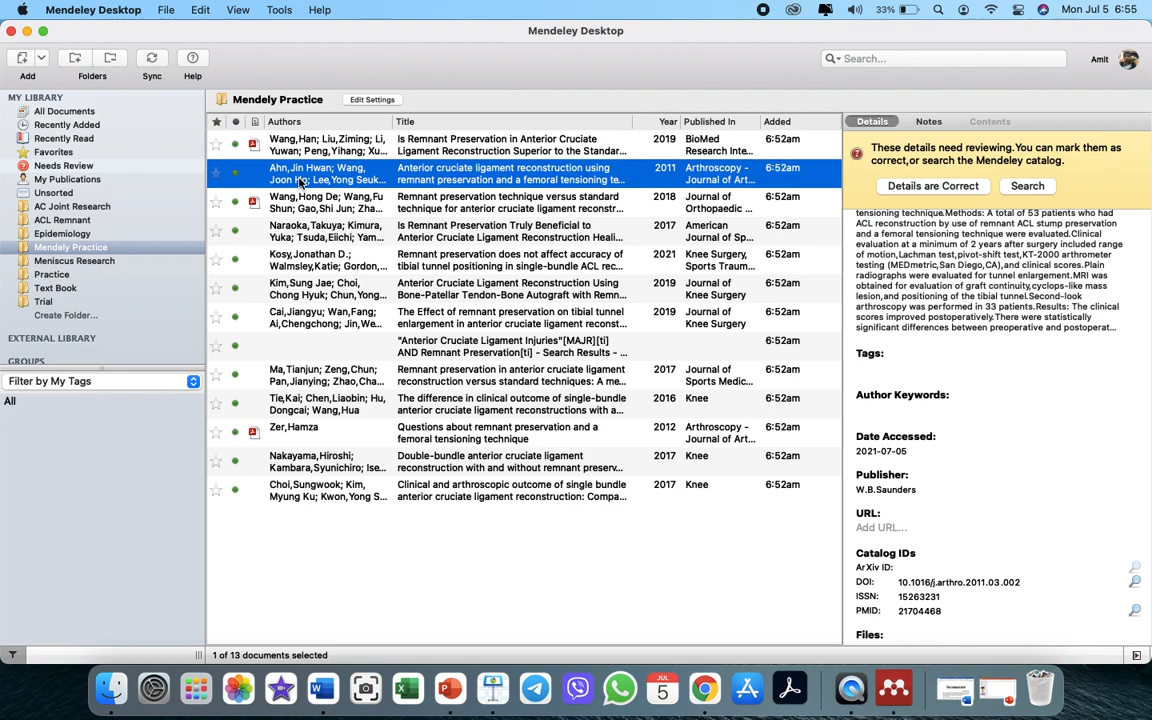 Mendeley Desktop File Edit View Tools Help 33% Mon Jul 5 6:55
Mendeley Desktop
Search... Amit
Add Folders Sync Help
MY LIBRARY
All Documents
Recently Added
Recently Read
Favorites
Needs Review
My Publications
Unsorted
AC Joint Research
ACL Remnant
Epidemiology
Mendely Practice
Meniscus Research
Practice
Text Book
Trial
Create Folder...
EXTERNAL LIBRARY
GROUPS
Filter by My Tags
All
Mendely Practice Edit Settings
Authors Title Year Published In Added
Wang,Han; Liu,Ziming; Li, Is Remnant Preservation in Anterior Cruciate 2019 BioMed 6:52am
Yuwan; Peng,Yihang; Xu... Ligament Reconstruction Superior to the Standar... Research Inte...
Ahn,Jin Hwan; Wang, Anterior cruciate ligament reconstruction using 2011 Arthroscopy - 6:52am
Joon Ho; Lee,Yong Seuk... remnant preservation and a femoral tensioning te... Journal of Art...
Wang,Hong De; Wang,Fu Remnant preservation technique versus standard 2018 Journal of 6:52am
Shun; Gao,Shi Jun; Zha... technique for anterior cruciate ligament reconstr... Orthopaedic ...
Naraoka,Takuya; Kimura, Is Remnant Preservation Truly Beneficial to 2017 American 6:52am
Yuka; Tsuda,Eiichi; Yam... Anterior Cruciate Ligament Reconstruction Heali... Journal of Sp...
Kosy,Jonathan D.; Remnant preservation does not affect accuracy of 2021 Knee Surgery, 6:52am
Walmsley,Katie; Gordon,... tibial tunnel positioning in single-bundle ACL rec... Sports Traum...
Kim,Sung Jae; Choi, Anterior Cruciate Ligament Reconstruction Using 2019 Journal of 6:52am
Chong Hyuk; Chun,Yong... Bone-Patellar Tendon-Bone Autograft with Remn... Knee Surgery
Cai,Jiangyu; Wan,Fang; The Effect of remnant preservation on tibial tunnel 2019 Journal of 6:52am
Ai,Chengchong; Jin,We... enlargement in anterior cruciate ligament reconst... Knee Surgery
"Anterior Cruciate Ligament Injuries"[MAJR][ti] 6:52am
AND Remnant Preservation[ti] - Search Results - ...
Ma,Tianjun; Zeng,Chun; Remnant preservation in anterior cruciate ligament 2017 Journal of 6:52am
Pan,Jianying; Zhao,Cha... reconstruction versus standard techniques: A me... Sports Medic...
Tie,Kai; Chen,Liaobin; Hu, The difference in clinical outcome of single-bundle 2016 Knee 6:52am
Dongcai; Wang,Hua anterior cruciate ligament reconstructions with a...
Zer,Hamza Questions about remnant preservation and a 2012 Arthroscopy - 6:52am
femoral tensioning technique Journal of Art...
Nakayama,Hiroshi; Double-bundle anterior cruciate ligament 2017 Knee 6:52am
Kambara,Syunichiro; Ise... reconstruction with and without remnant preserv...
Choi,Sungwook; Kim, Clinical and arthroscopic outcome of single bundle 2017 Knee 6:52am
Myung Ku; Kwon,Yong S... anterior cruciate ligament reconstruction: Compa...
1 of 13 documents selected
Details Notes Contents
These details need reviewing.You can mark them as
correct,or search the Mendeley catalog.
Details are Correct Search
tensioning technique.Methods: A total of 53 patients who had
ACL reconstruction by use of remnant ACL stump preservation
and a femoral tensioning technique were evaluated.Clinical
evaluation at a minimum of 2 years after surgery included range
of motion,Lachman test,pivot-shift test,KT-2000 arthrometer
testing (MEDmetric,San Diego,CA),and clinical scores.Plain
radiographs were evaluated for tunnel enlargement.MRI was
obtained for evaluation of graft continuity,cyclops-like mass
lesion,and positioning of the tibial tunnel.Second-look
arthroscopy was performed in 33 patients.Results: The clinical
scores improved postoperatively.There were statistically
significant differences between preoperative and postoperat...
Tags:
Author Keywords:
Date Accessed:
2021-07-05
Publisher:
W.B.Saunders
URL:
Add URL...
Catalog IDs
ArXiv ID:
DOI: 10.1016/j.arthro.2011.03.002
ISSN: 15263231
PMID: 21704468
Files:
JUL
5